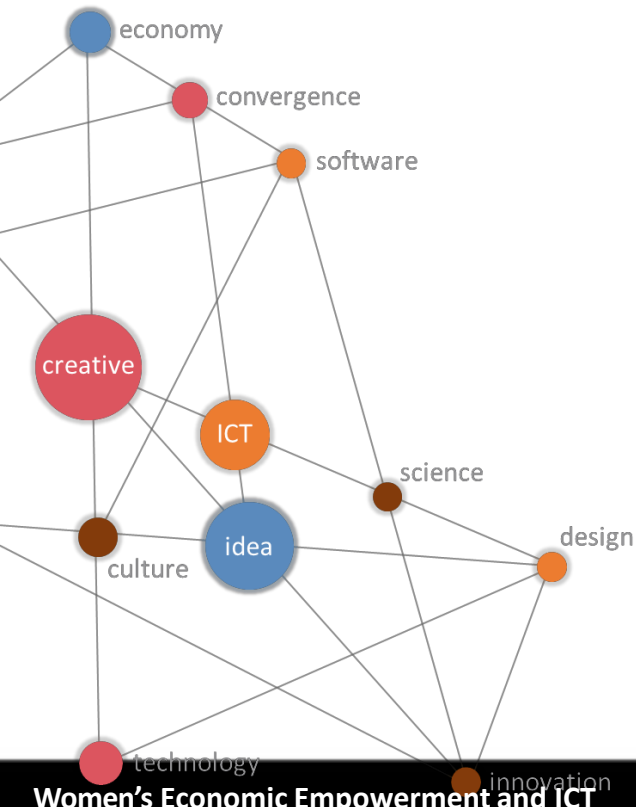 economy
convergence
software
creative
ICT
science
design
idea
culture
technology
innovation
Women's Economic Empowerment and ICT